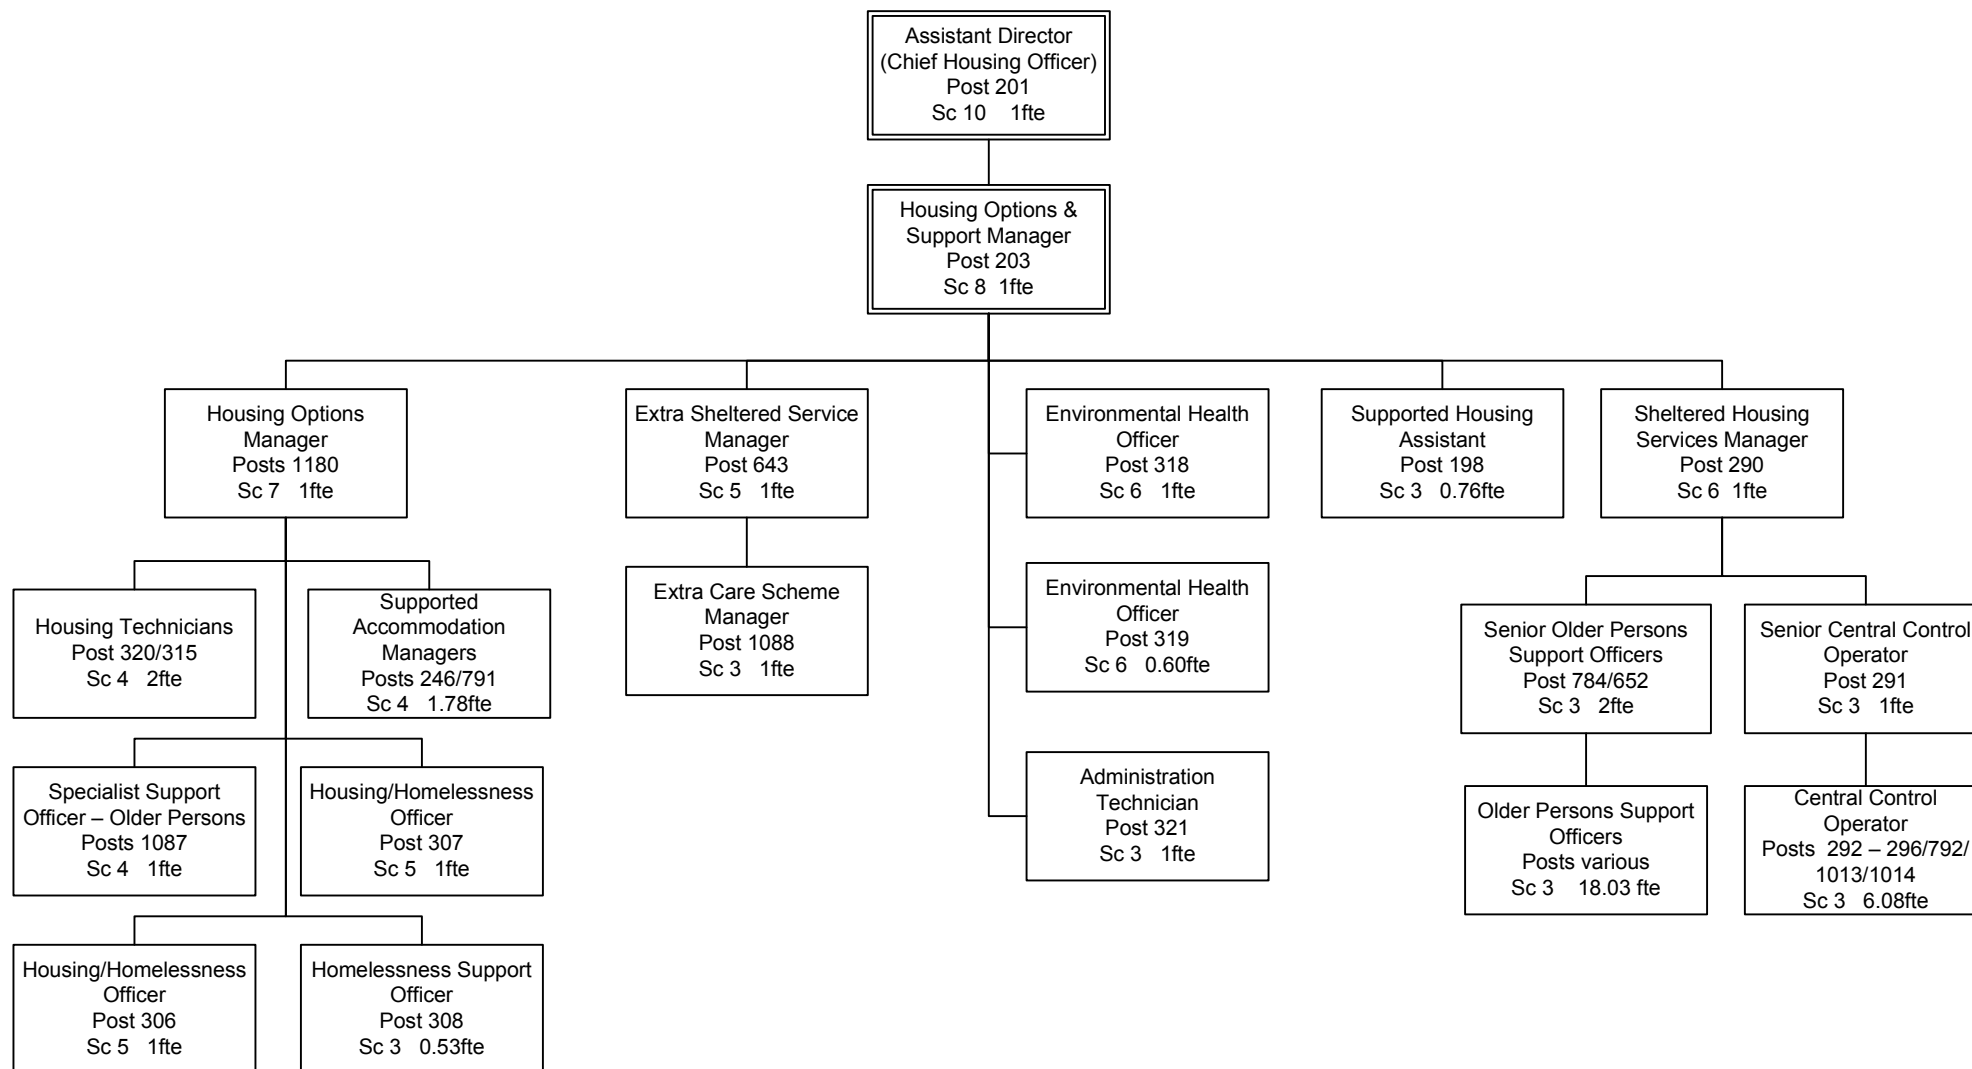 Assistant Director
(Chief Housing Officer)
Post 201
Sc 10 1fte
Housing Options &
Support Manager
Post 203
Sc 8 1fte
Housing Options
Manager
Posts 1180
Sc 7 1fte
Extra Sheltered Service
Manager
Post 643
Sc 5 1fte
Environmental Health
Officer
Post 318
Sc 6 1fte
Supported Housing
Assistant
Post 198
Sc 3 0.76fte
Sheltered Housing
Services Manager
Post 290
Sc 6 1fte
Housing Technicians
Post 320/315
Sc 4 2fte
Supported
Accommodation
Managers
Posts 246/791
Sc 4 1.78fte
Extra Care Scheme
Manager
Post 1088
Sc 3 1fte
Environmental Health
Officer
Post 319
Sc 6 0.60fte
Senior Older Persons
Support Officers
Post 784/652
Sc 3 2fte
Senior Central Control
Operator
Post 291
Sc 3 1fte
Specialist Support
Officer – Older Persons
Posts 1087
Sc 4 1fte
Housing/Homelessness
Officer
Post 307
Sc 5 1fte
Administration
Technician
Post 321
Sc 3 1fte
Older Persons Support
Officers
Posts various
Sc 3 18.03 fte
Central Control
Operator
Posts 292 – 296/792/
1013/1014
Sc 3 6.08fte
Housing/Homelessness
Officer
Post 306
Sc 5 1fte
Homelessness Support
Officer
Post 308
Sc 3 0.53fte